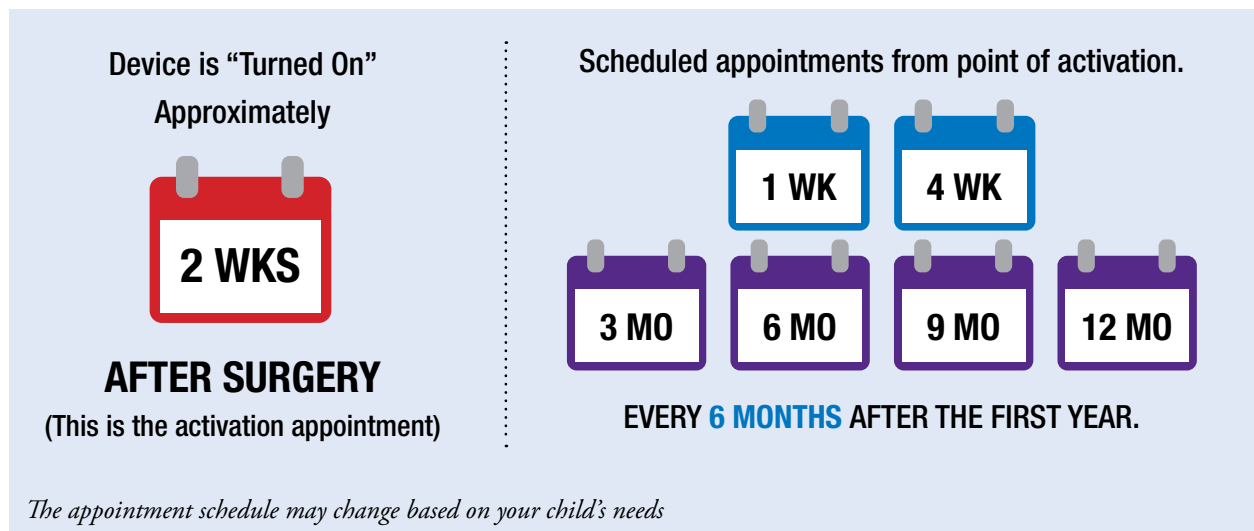 Device is “Turned On”
Approximately
2 WKS
AFTER SURGERY
(This is the activation appointment)
Scheduled appointments from point of activation.
1 WK
4 WK
3 MO
6 MO
9 MO
12 MO
EVERY 6 MONTHS AFTER THE FIRST YEAR.
The appointment schedule may change based on your child’s needs